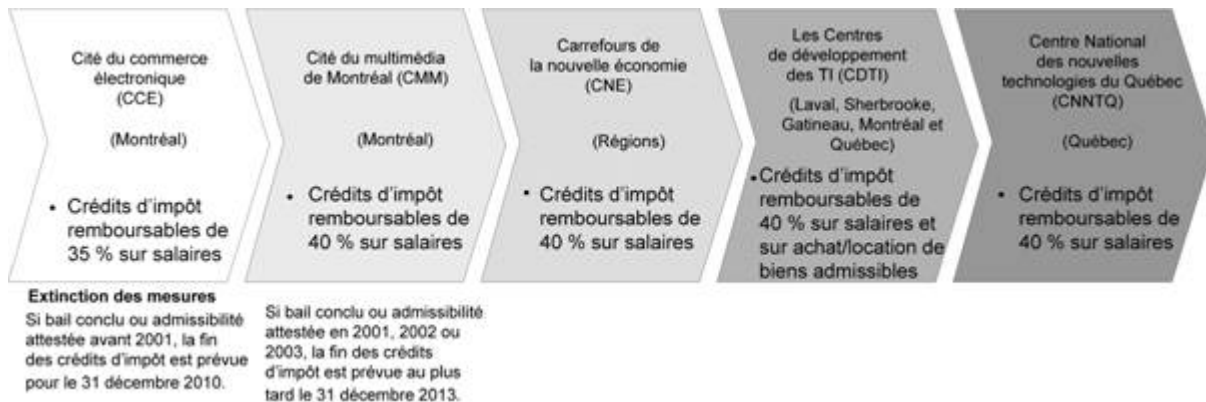 Cité du commerce
électronique
(CCE)
(Montréal)
• Crédits d'impôt
remboursables de
35 % sur salaires
Cité du multimédia
de Montréal (CMM)
(Montréal)
• Crédits d'impôt
remboursables de
40 % sur salaires
Carrefours de
la nouvelle économie
(CNE)
(Régions)
• Crédits d'impôt
remboursables de
40 % sur salaires
Les Centres
de développement
des TI (CDTI)
(Laval, Sherbrooke,
Gatineau, Montréal et
Québec)
• Crédits d'impôt
remboursables de
40 % sur salaires et
sur achat/location de
biens admissibles
Centre National
des nouvelles
technologies du Québec
(CNNTQ)
(Québec)
• Crédits d'impôt
remboursables de
40 % sur salaires
Extinction des mesures
Si bail conclu ou admissibilité
attestée avant 2001, la fin
des crédits d'impôt est prévue
pour le 31 décembre 2010.
Si bail conclu ou admissibilité
attestée en 2001, 2002 ou
2003, la fin des crédits
d'impôt est prévue au plus
tard le 31 décembre 2013.